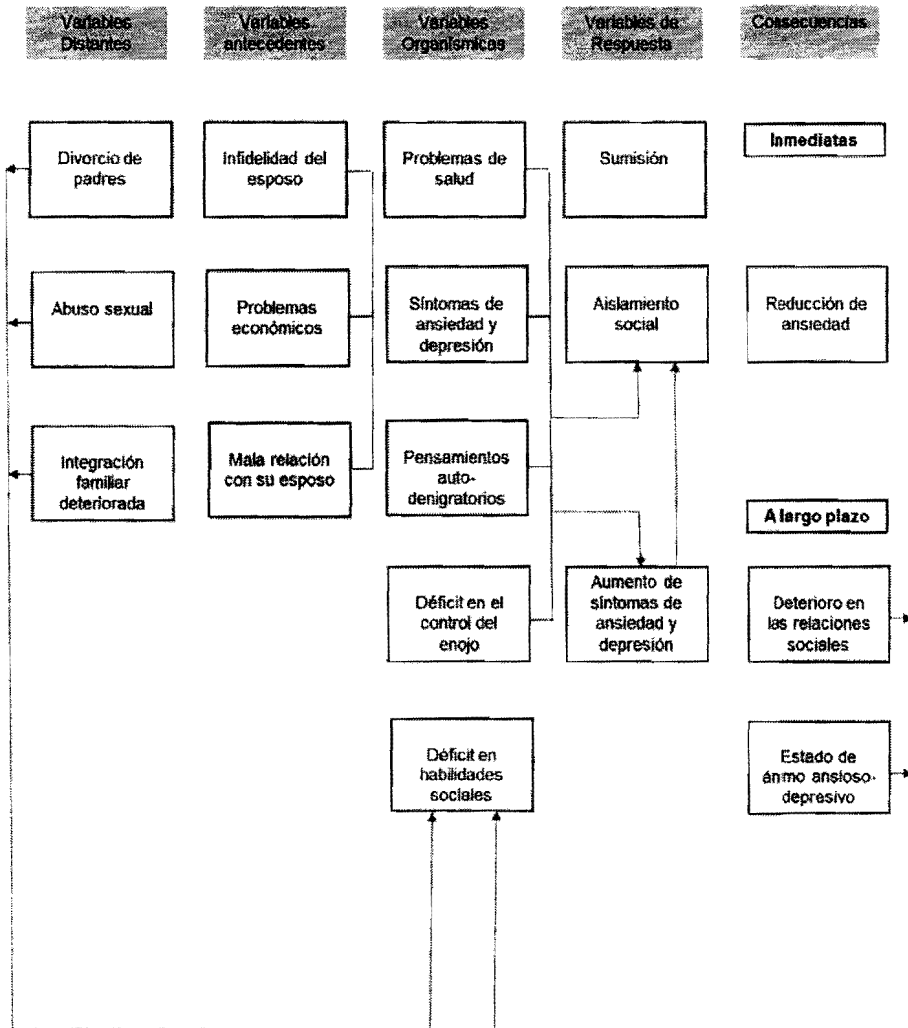 Variables
Distantes
Variables
antecedentes
Variables
Organísmicas
Variables de
Respuesta
Consecuencias
Divorcio de
padres
Infidelidad del
esposo
Problemas de
salud
Sumisión
Inmediatas
Abuso sexual
Problemas
económicos
Síntomas de
ansiedad y
depresión
Aislamiento
social
Reducción de
ansiedad
Integración
familiar
deteriorada
Mala relación
con su esposo
Pensamientos
auto-
denigratorios
A largo plazo
Déficit en el
control del
enojo
Aumento de
síntomas de
ansiedad y
depresión
Deterioro en
las relaciones
sociales
Déficit en
habilidades
sociales
Estado de
ánimo ansioso-
depresivo